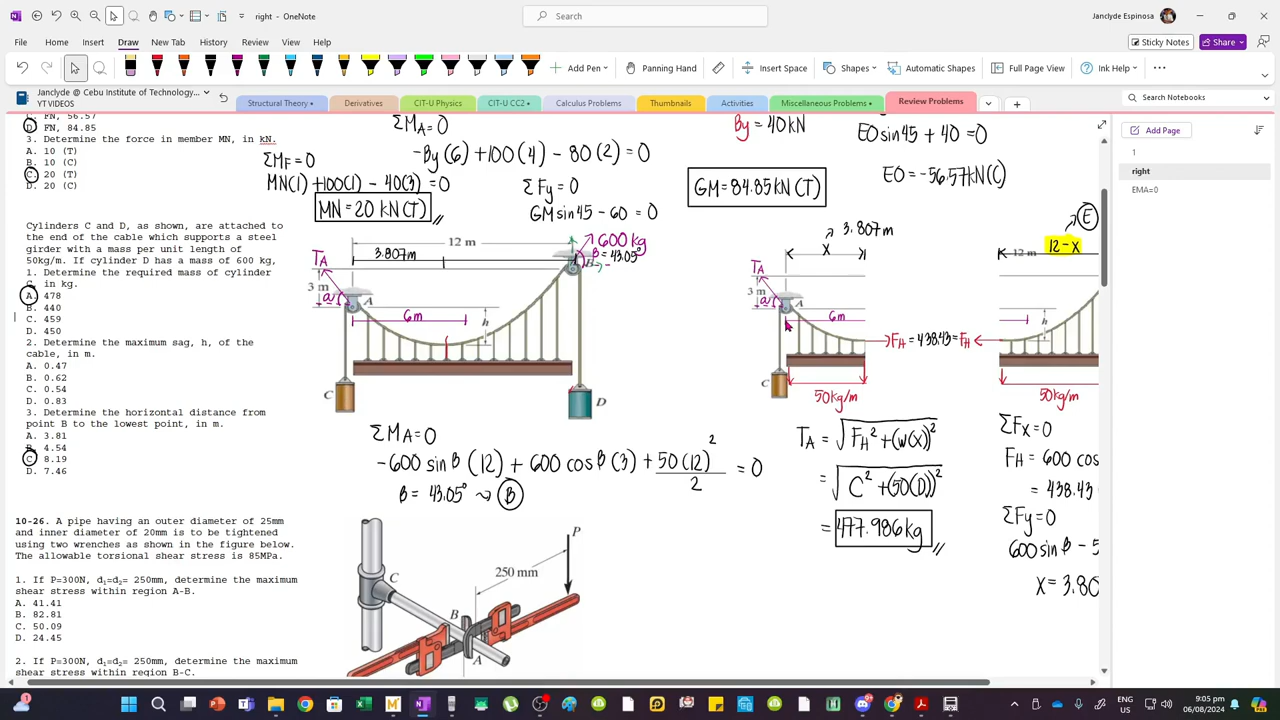 right - OneNote
Search
Janclyde Espinosa
File Home Insert Draw New Tab History Review View Help
Sticky Notes Share
Add Pen Panning Hand Insert Space Shapes Automatic Shapes Full Page View Ink Help
Janclyde @ Cebu Institute of Technology...
YT VIDEOS
Structural Theory Derivatives CIT-U Physics CIT-U CC2 Calculus Problems Thumbnails Activities Miscellaneous Problems Review Problems
Search Notebooks
Add Page
1
right
EMA=0
C. FN, 56.57
D. FN, 84.85
3. Determine the force in member MN, in kN.
A. 10 (T)
B. 10 (C)
C. 20 (T)
D. 20 (C)
ΣMF=0
MN(1) +100(1) - 40(3) =0
MN = 20 kN(T)
ΣMA=0
-By(6) +100(4) -80(2) =0
ΣFy=0
GMsin45 - 60 =0
By=40kN
GM=84.85kN(T)
EOsin45 + 40 =0
EO=-56.57kN(C)
Cylinders C and D, as shown, are attached to
the end of the cable which supports a steel
girder with a mass per unit length of
50kg/m. If cylinder D has a mass of 600 kg,
1. Determine the required mass of cylinder
C, in kg.
A. 478
B. 440
C. 459
D. 450
2. Determine the maximum sag, h, of the
cable, in m.
A. 0.47
B. 0.62
C. 0.54
D. 0.83
3. Determine the horizontal distance from
point B to the lowest point, in m.
A. 3.81
B. 4.54
C. 8.19
D. 7.46
12 m
600 kg
3.807m
B = 43.05°
B
TA
3 m
a
A
6m
h
C
D
ΣMA=0
-600 sin B (12) + 600 cos B (3) + 50(12)2
2
= 0
B = 43.05° ⤳ B
3.807m
X
TA
3 m
a
A
6m
FH = 438.43 = FH
C
50kg/m
E
12-X
12 m
h
50kg/m
TA = √FH2 + (w(x))2
= √C2 + (50(D))2
= 477.986kg
ΣFx=0
FH = 600 cos
= 438.43
ΣFy=0
600sin B - 5
X = 3.80
10-26. A pipe having an outer diameter of 25mm
and inner diameter of 20mm is to be tightened
using two wrenches as shown in the figure below.
The allowable torsional shear stress is 85MPa.
1. If P=300N, d1=d2= 250mm, determine the maximum
shear stress within region A-B.
A. 41.41
B. 82.81
C. 50.09
D. 24.45
2. If P=300N, d1=d2= 250mm, determine the maximum
shear stress within region B-C.
P
250 mm
C
B
A
ENG
US
9:05 pm
06/08/2024